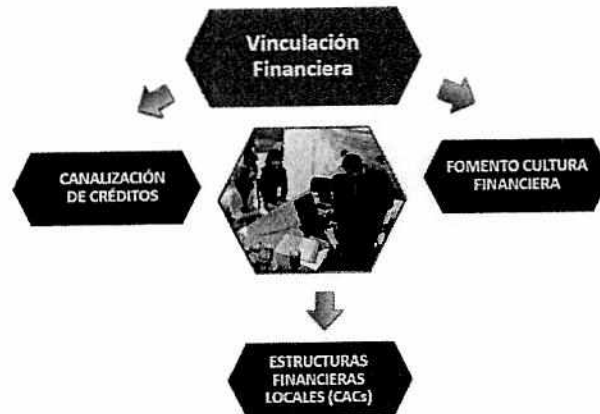 Vinculación
Financiera
CANALIZACIÓN
DE CRÉDITOS
FOMENTO CULTURA
FINANCIERA
ESTRUCTURAS
FINANCIERAS
LOCALES (CACs)